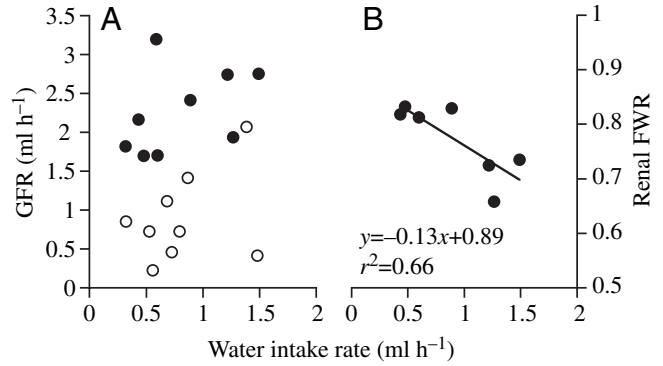 A
B
GFR (ml h–1)
3.5
3
2.5
2
1.5
1
0.5
0
0 0.5 1 1.5 2
y=–0.13x+0.89
r2=0.66
0 0.5 1 1.5 2
1
0.9
0.8
0.7
0.6
0.5
Renal FWR
Water intake rate (ml h–1)